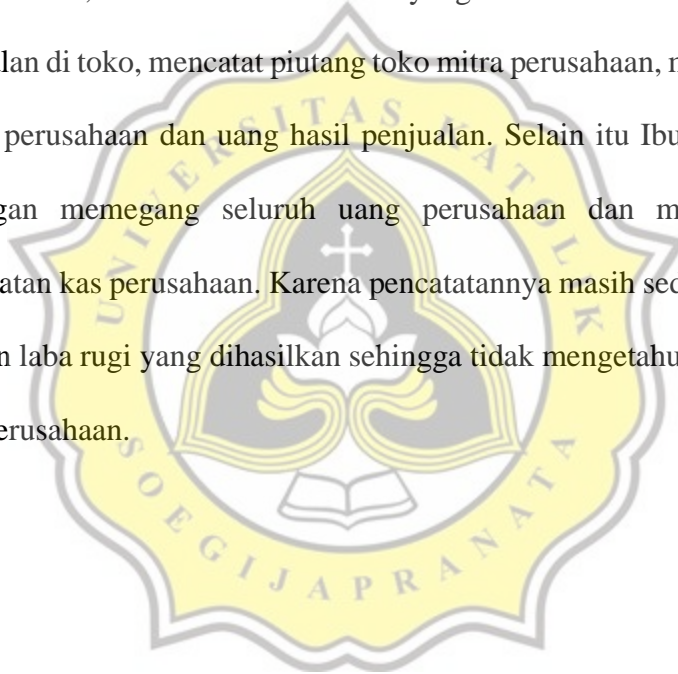 yang
lan di toko, mencatat piutang toko mitra perusahaan, m
perusahaan dan uang hasil penjualan. Selain itu Ibu
gan memegang seluruh uang perusahaan dan m
atan kas perusahaan. Karena pencatatannya masih sed
n laba rugi yang dihasilkan sehingga tidak mengetahu
erusahaan.
UNIVERSITAS KATOLIK
SOEGIJAPRANATA